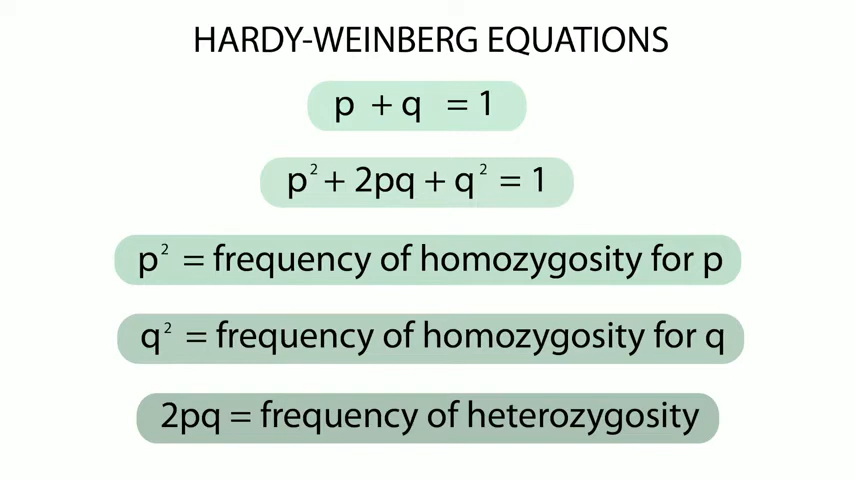 HARDY-WEINBERG EQUATIONS
p + q = 1
p² + 2pq + q² = 1
p² = frequency of homozygosity for p
q² = frequency of homozygosity for q
2pq = frequency of heterozygosity